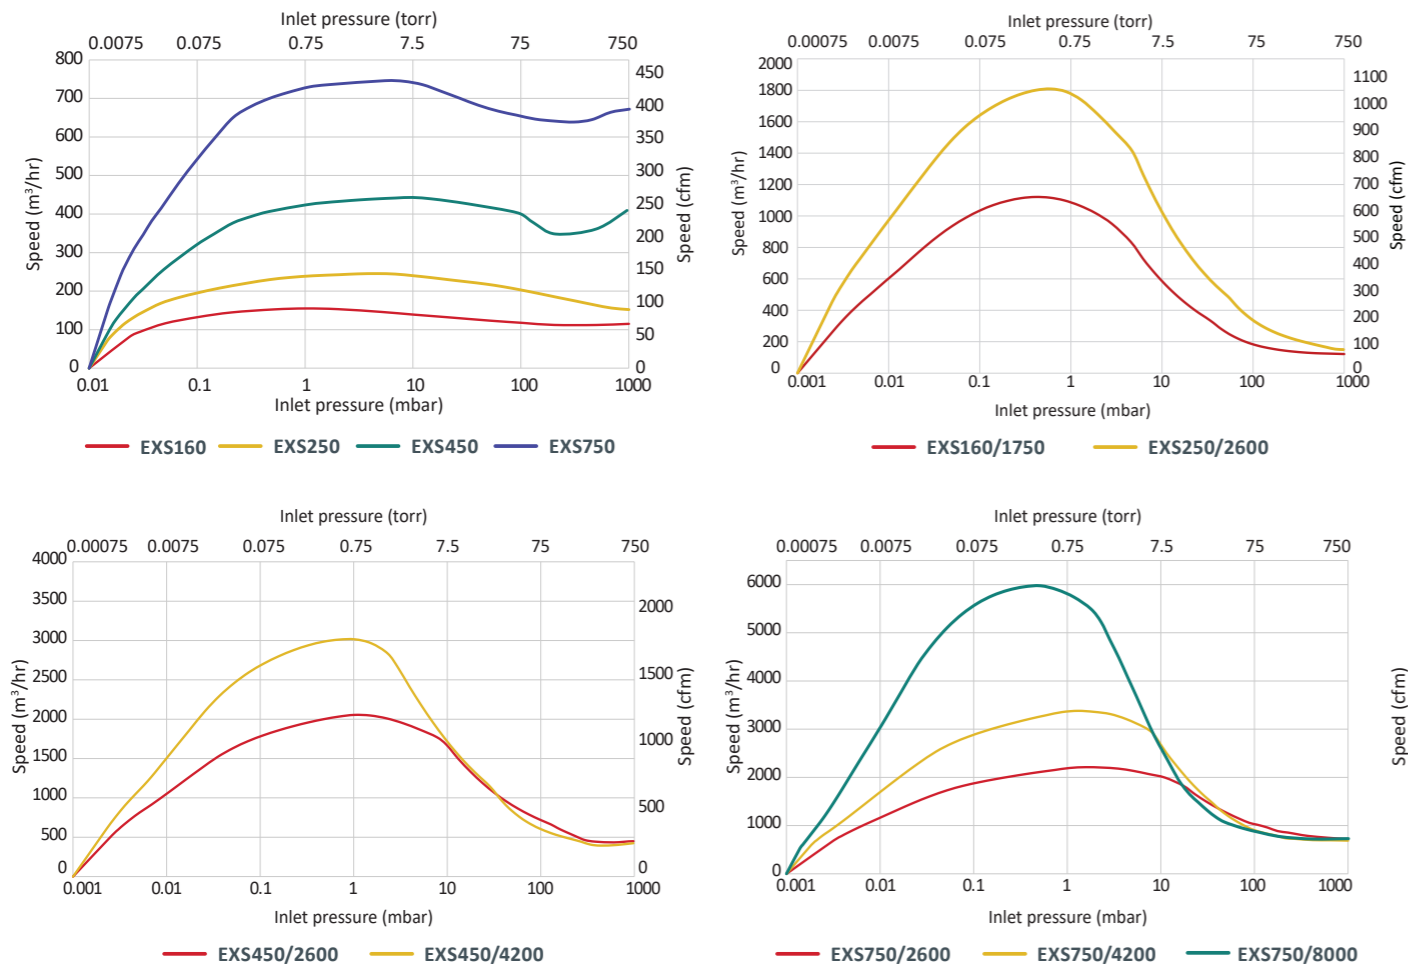 Inlet pressure (torr)
0.0075 0.075 0.75 7.5 75 750
800
700
600
500
400
300
200
100
0
Speed (m³/hr)
450
400
350
300
250
200
150
100
50
0
Speed (cfm)
0.01 0.1 1 10 100 1000
Inlet pressure (mbar)
EXS160 EXS250 EXS450 EXS750
Inlet pressure (torr)
0.00075 0.0075 0.075 0.75 7.5 75 750
2000
1800
1600
1400
1200
1000
800
600
400
200
0
Speed (m³/hr)
1100
1000
900
800
700
600
500
400
300
200
100
0
Speed (cfm)
0.001 0.01 0.1 1 10 100 1000
Inlet pressure (mbar)
EXS160/1750 EXS250/2600
Inlet pressure (torr)
0.00075 0.0075 0.075 0.75 7.5 75 750
4000
3500
3000
2500
2000
1500
1000
500
0
Speed (m³/hr)
2000
1500
1000
500
0
Speed (cfm)
0.001 0.01 0.1 1 10 100 1000
Inlet pressure (mbar)
EXS450/2600 EXS450/4200
Inlet pressure (torr)
0.00075 0.0075 0.075 0.75 7.5 75 750
6000
5000
4000
3000
2000
1000
0
Speed (m³/hr)
Speed (cfm)
0.001 0.01 0.1 1 10 100 1000
Inlet pressure (mbar)
EXS750/2600 EXS750/4200 EXS750/8000